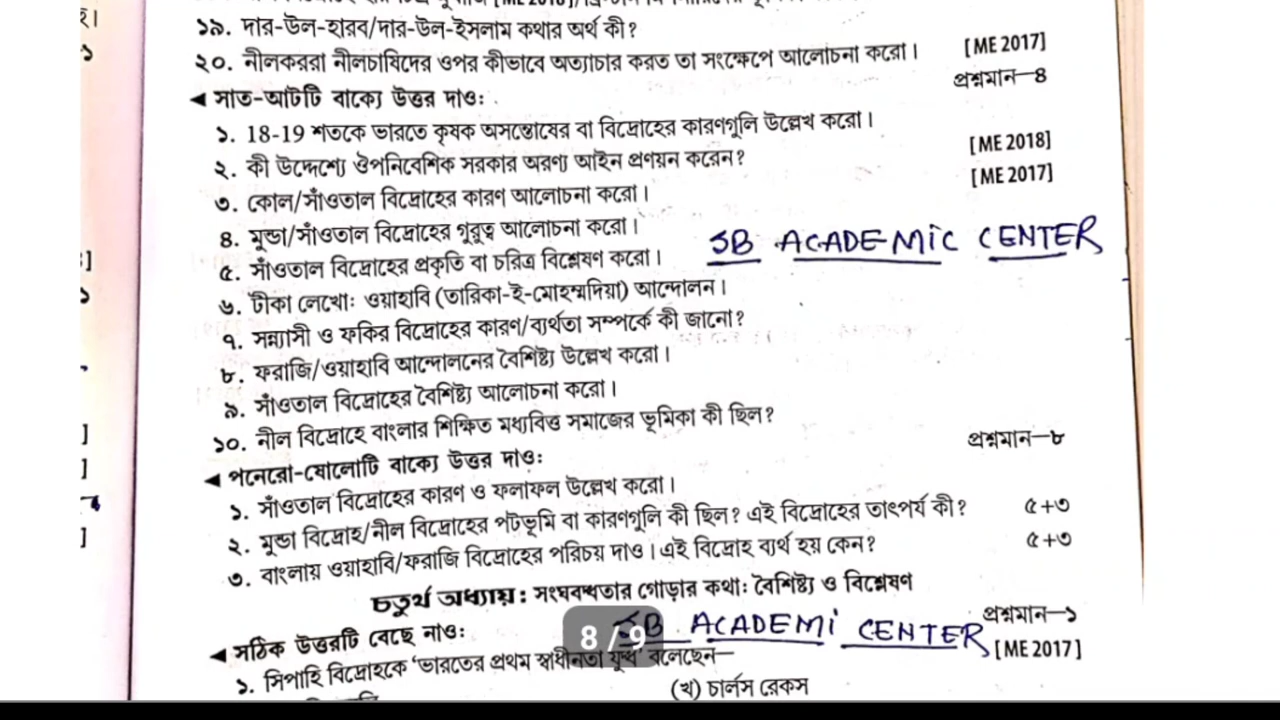 ১৯. দার-উল-হারব/দার-উল-ইসলাম কথার অর্থ কী?
২০. নীলকররা নীলচাষিদের ওপর কীভাবে অত্যাচার করত তা সংক্ষেপে আলোচনা করো। [ME 2017]
◄ সাত-আটটি বাক্যে উত্তর দাও: প্রশ্নমান—৪
১. 18-19 শতকে ভারতে কৃষক অসন্তোষের বা বিদ্রোহের কারণগুলি উল্লেখ করো।
২. কী উদ্দেশ্যে ঔপনিবেশিক সরকার অরণ্য আইন প্রণয়ন করেন? [ME 2018]
৩. কোল/সাঁওতাল বিদ্রোহের কারণ আলোচনা করো। [ME 2017]
৪. মুন্ডা/সাঁওতাল বিদ্রোহের গুরুত্ব আলোচনা করো।
SB ACADEMIC CENTER
৫. সাঁওতাল বিদ্রোহের প্রকৃতি বা চরিত্র বিশ্লেষণ করো।
৬. টীকা লেখো: ওয়াহাবি (তারিকা-ই-মোহম্মদিয়া) আন্দোলন।
৭. সন্ন্যাসী ও ফকির বিদ্রোহের কারণ/ব্যর্থতা সম্পর্কে কী জানো?
৮. ফরাজি/ওয়াহাবি আন্দোলনের বৈশিষ্ট্য উল্লেখ করো।
৯. সাঁওতাল বিদ্রোহের বৈশিষ্ট্য আলোচনা করো।
১০. নীল বিদ্রোহে বাংলার শিক্ষিত মধ্যবিত্ত সমাজের ভূমিকা কী ছিল?
◄ পনেরো-ষোলোটি বাক্যে উত্তর দাও: প্রশ্নমান—৮
১. সাঁওতাল বিদ্রোহের কারণ ও ফলাফল উল্লেখ করো।
২. মুন্ডা বিদ্রোহ/নীল বিদ্রোহের পটভূমি বা কারণগুলি কী ছিল? এই বিদ্রোহের তাৎপর্য কী? ৫+৩
৩. বাংলায় ওয়াহাবি/ফরাজি বিদ্রোহের পরিচয় দাও। এই বিদ্রোহ ব্যর্থ হয় কেন? ৫+৩
চতুর্থ অধ্যায়: সংঘবদ্ধতার গোড়ার কথা: বৈশিষ্ট্য ও বিশ্লেষণ
◄ সঠিক উত্তরটি বেছে নাও: প্রশ্নমান—১
8/9
SB ACADEMI CENTER
১. সিপাহি বিদ্রোহকে 'ভারতের প্রথম স্বাধীনতা যুদ্ধ' বলেছেন— [ME 2017]
(খ) চার্লস রেকস